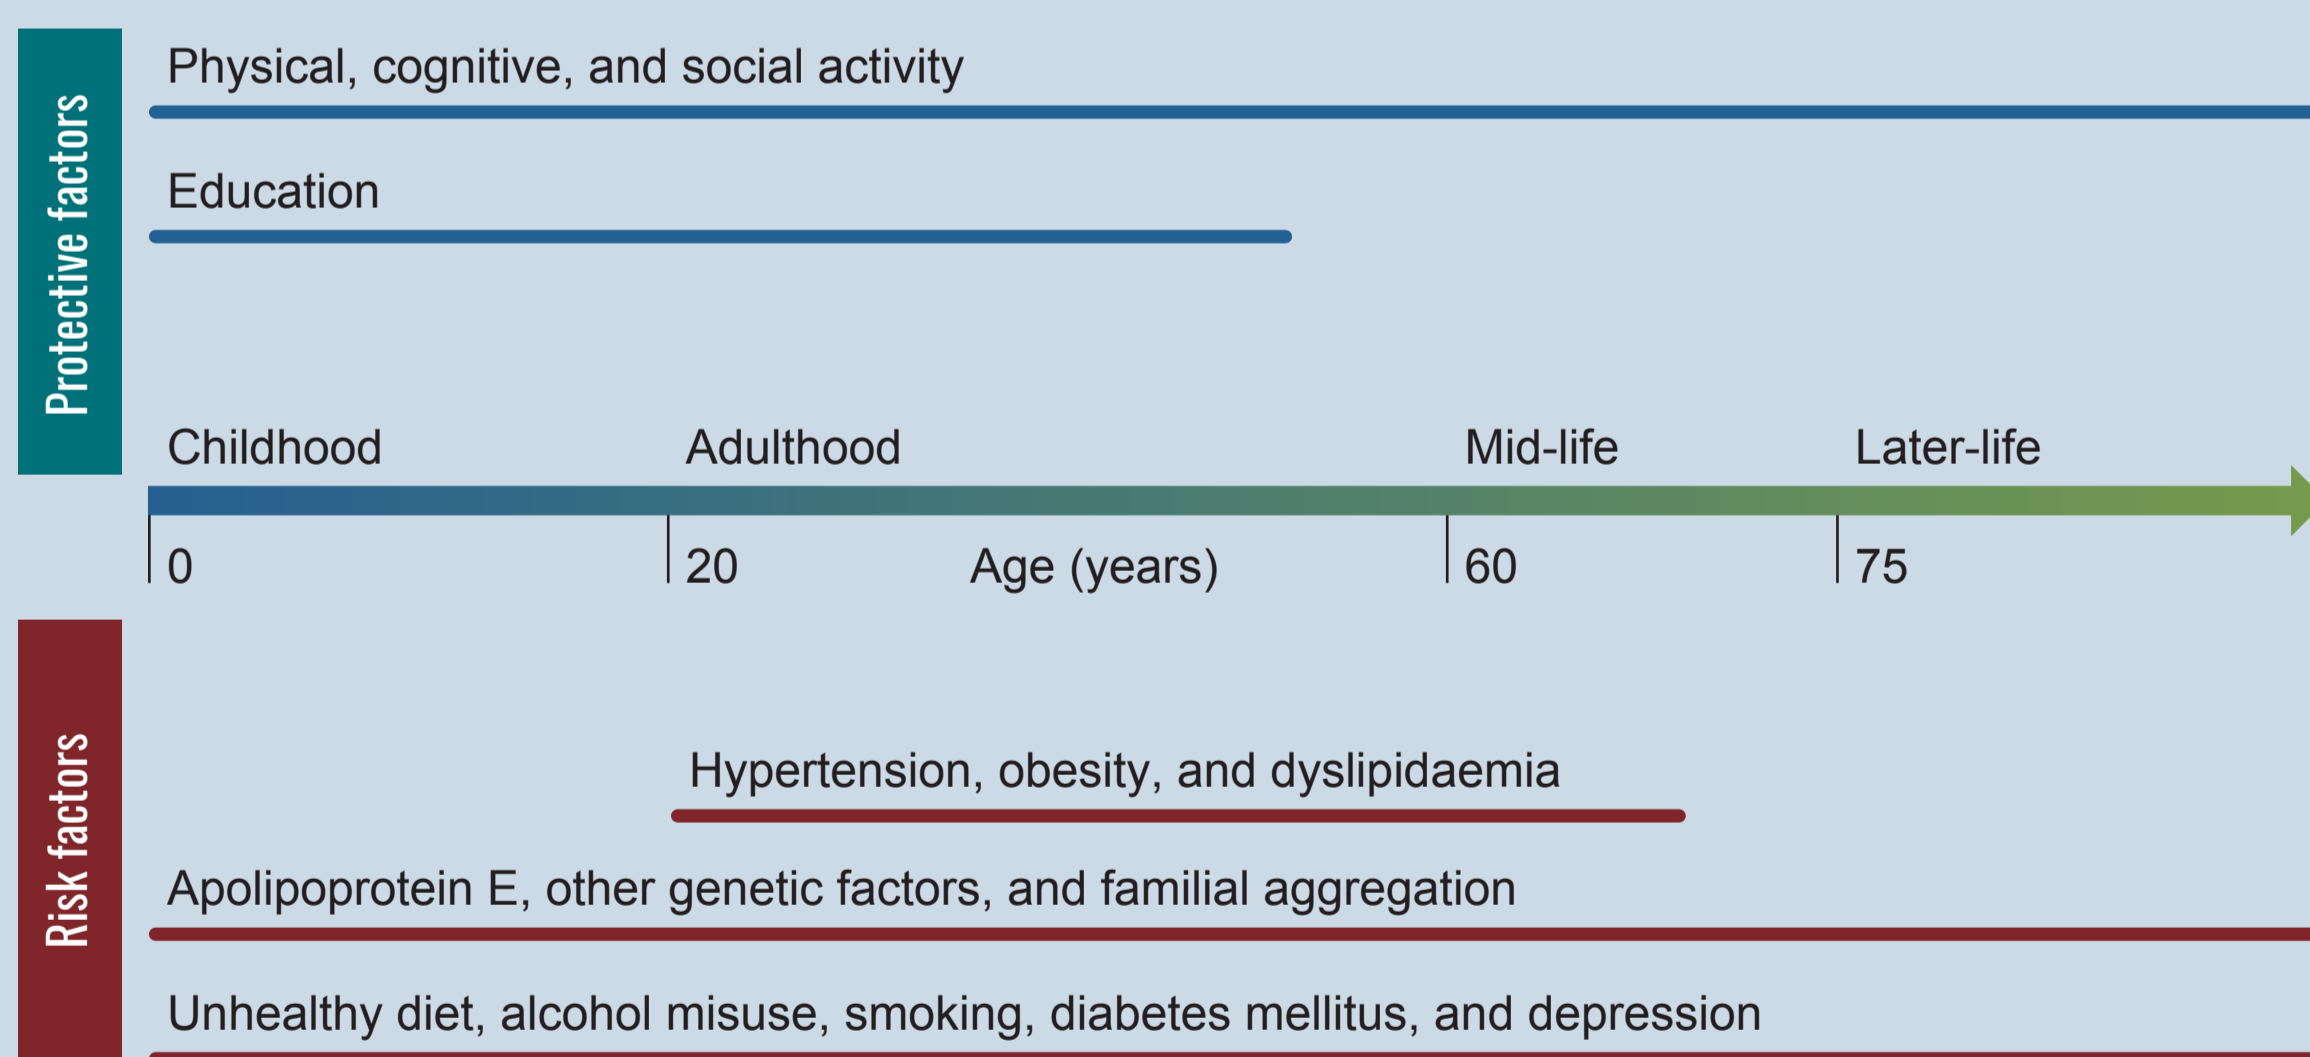 Protective factors
Physical, cognitive, and social activity
Education
Childhood
Adulthood
Mid-life
Later-life
0
20
Age (years)
60
75
Risk factors
Hypertension, obesity, and dyslipidaemia
Apolipoprotein E, other genetic factors, and familial aggregation
Unhealthy diet, alcohol misuse, smoking, diabetes mellitus, and depression